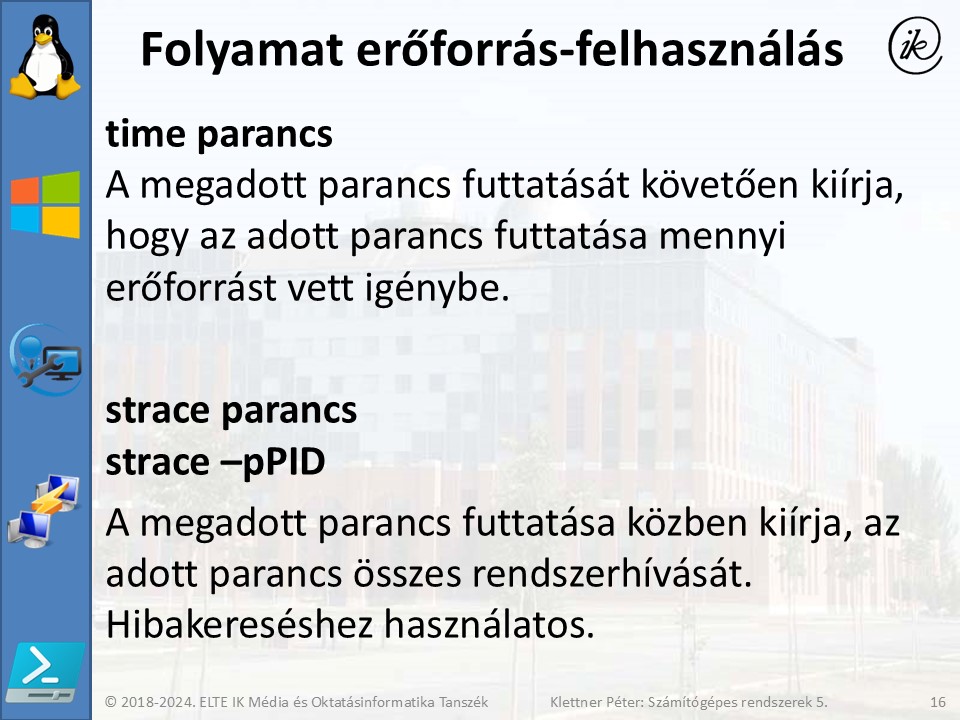 Folyamat erőforrás-felhasználás
ik
time parancs
A megadott parancs futtatását követően kiírja,
hogy az adott parancs futtatása mennyi
erőforrást vett igénybe.
strace parancs
strace –pPID
A megadott parancs futtatása közben kiírja, az
adott parancs összes rendszerhívását.
Hibakereséshez használatos.
© 2018-2024. ELTE IK Média és Oktatásinformatika Tanszék Klettner Péter: Számítógépes rendszerek 5. 16